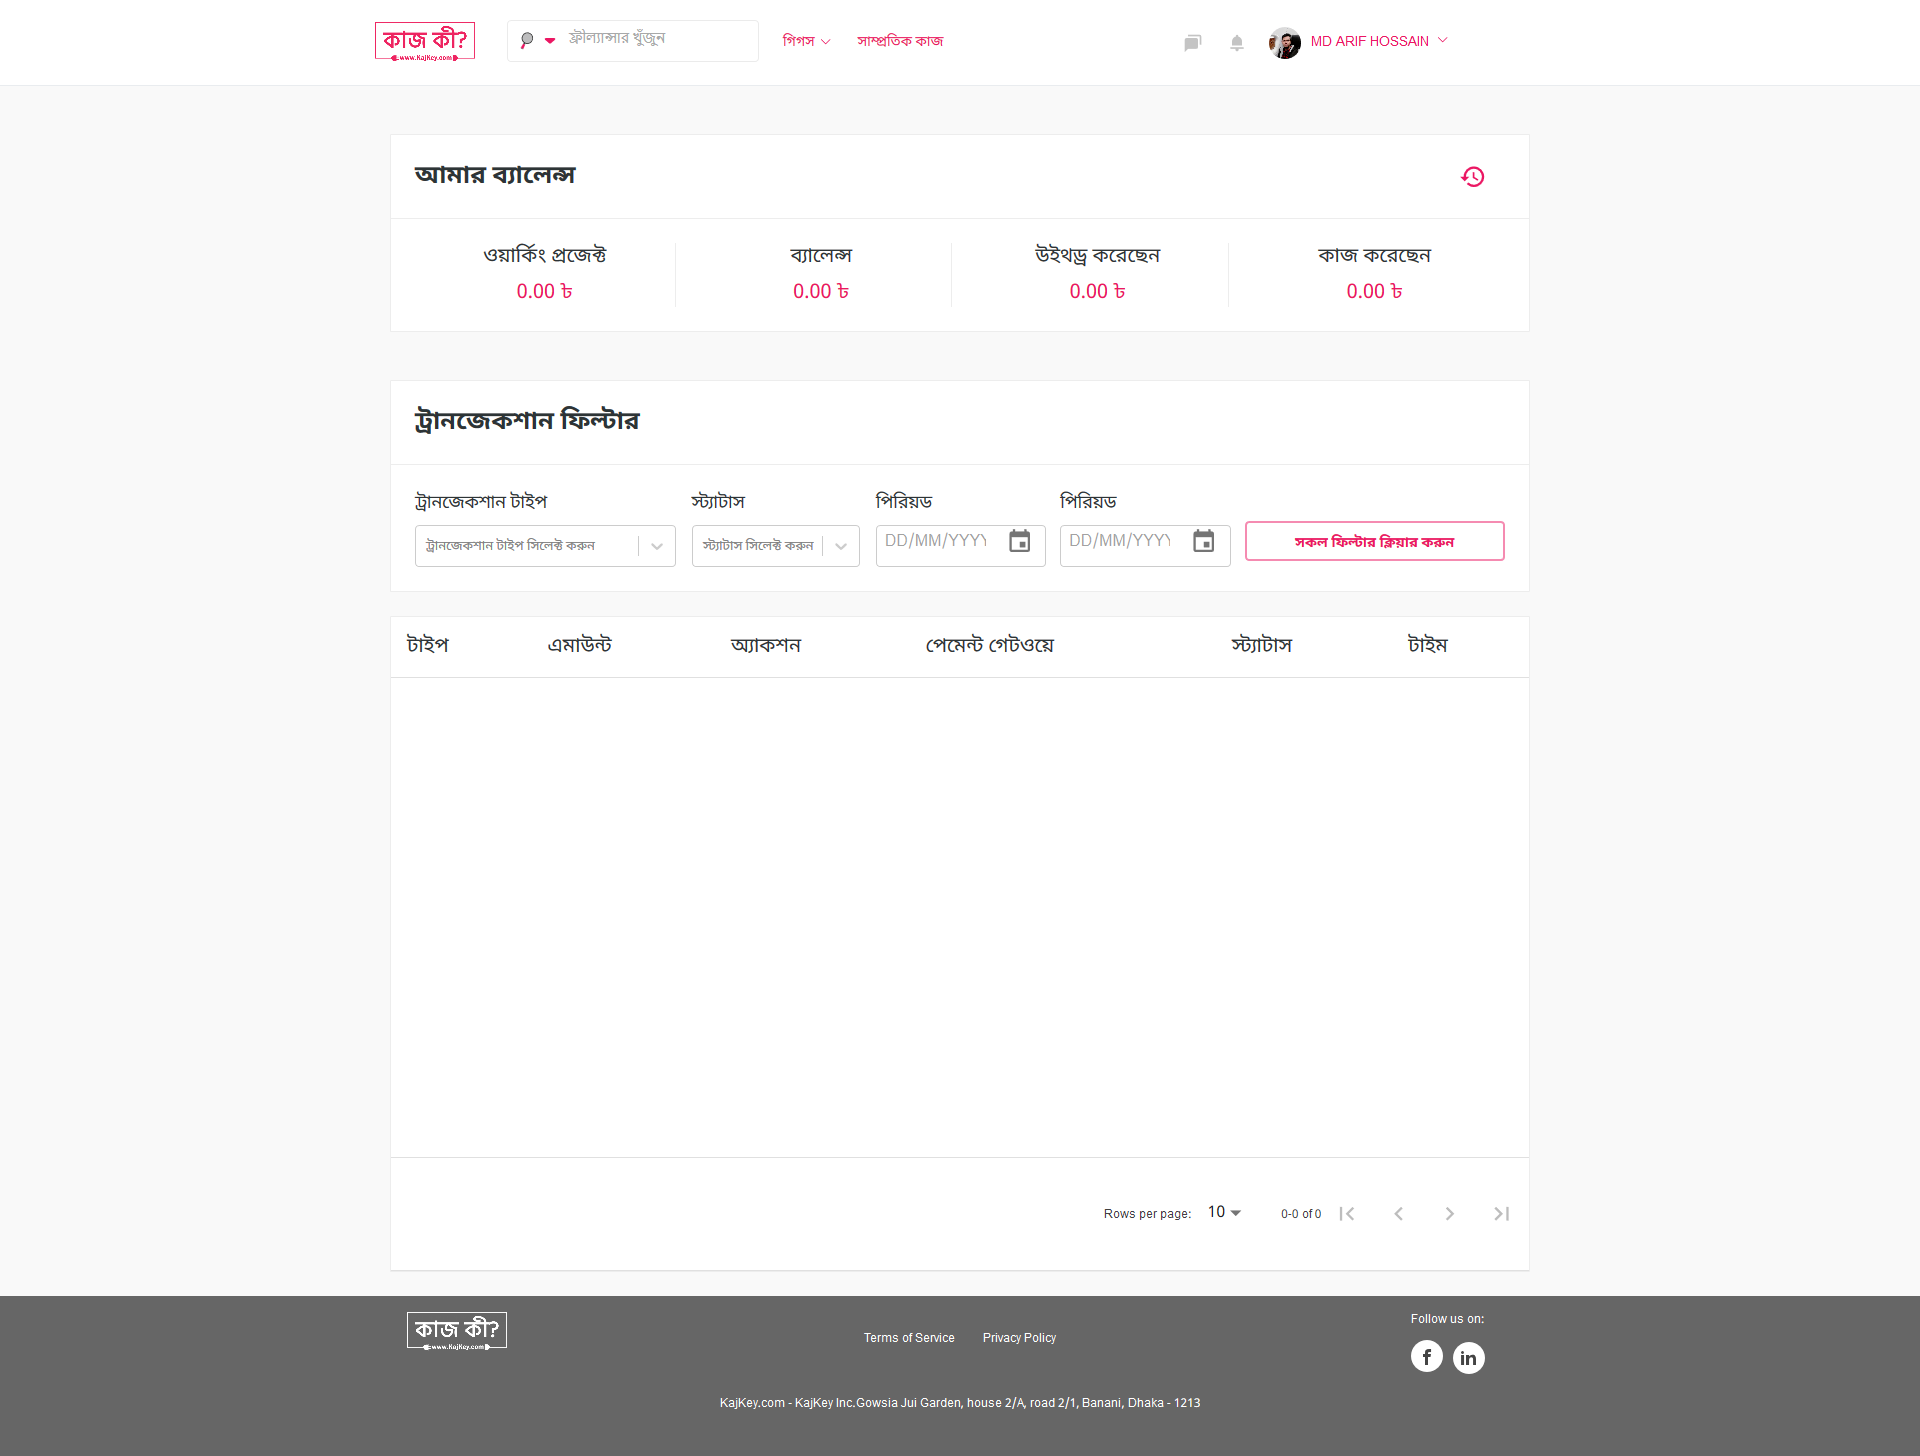 কাজ কী?
www.KajKey.com
ফ্রীল্যান্সার খুঁজুন
গিগস
সাম্প্রতিক কাজ
MD ARIF HOSSAIN
আমার ব্যালেন্স
ওয়ার্কিং প্রজেক্ট
ব্যালেন্স
উইথড্র করেছেন
কাজ করেছেন
0.00 ৳
0.00 ৳
0.00 ৳
0.00 ৳
ট্রানজেকশান ফিল্টার
ট্রানজেকশান টাইপ
স্ট্যাটাস
পিরিয়ড
পিরিয়ড
ট্রানজেকশান টাইপ সিলেক্ট করুন
স্ট্যাটাস সিলেক্ট করুন
DD/MM/YYYY
DD/MM/YYYY
সকল ফিল্টার ক্লিয়ার করুন
টাইপ
এমাউন্ট
অ্যাকশন
পেমেন্ট গেটওয়ে
স্ট্যাটাস
টাইম
Rows per page:
10
0-0 of 0
কাজ কী?
www.KajKey.com
Terms of Service
Privacy Policy
Follow us on:
KajKey.com - KajKey Inc.Gowsia Jui Garden, house 2/A, road 2/1, Banani, Dhaka - 1213